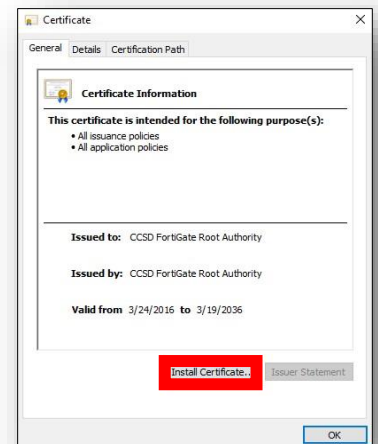 Certificate
General Details Certification Path
Certificate Information
This certificate is intended for the following purpose(s):
• All issuance policies
• All application policies
Issued to: CCSD FortiGate Root Authority
Issued by: CCSD FortiGate Root Authority
Valid from 3/24/2016 to 3/19/2036
Install Certificate..
Issuer Statement
OK